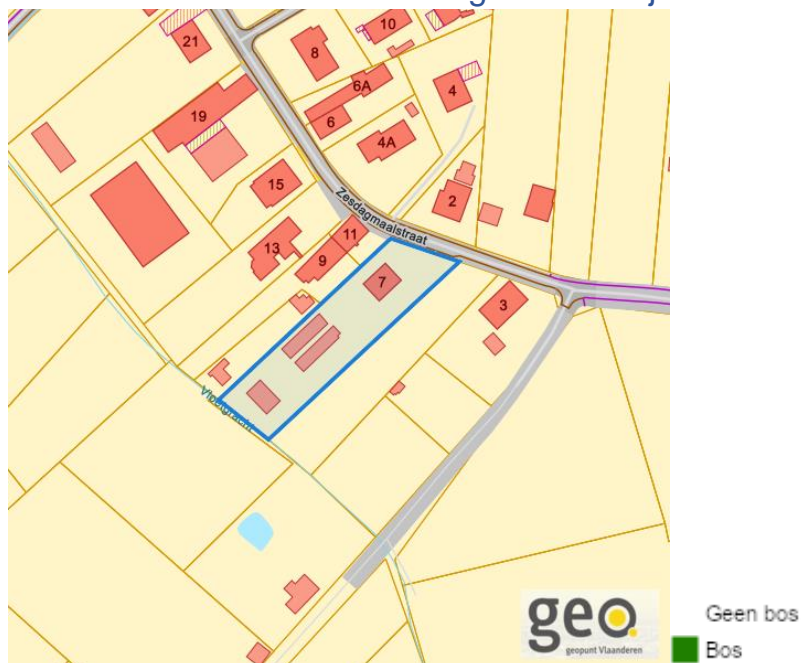 21
10
8
6A
4
19
6
4A
15
Zesdagmaalstraat
2
13
11
9
7
3
Vloetgracht
geo
geopunt Vlaanderen
Geen bos
Bos